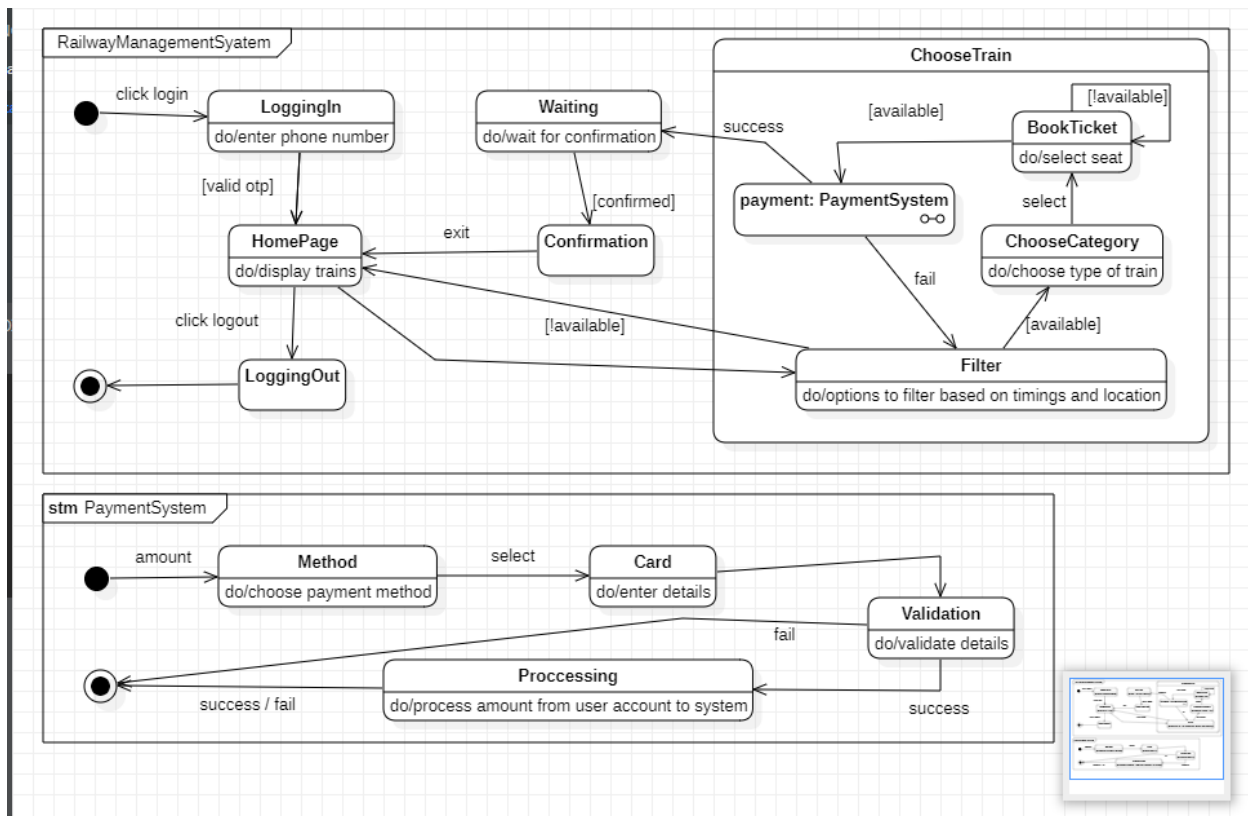 RailwayManagementSyatem
ChooseTrain
click login
LoggingIn
do/enter phone number
Waiting
do/wait for confirmation
success
[available]
[!available]
BookTicket
do/select seat
[valid otp]
payment: PaymentSystem
[confirmed]
select
HomePage
do/display trains
exit
Confirmation
ChooseCategory
do/choose type of train
fail
click logout
[!available]
[available]
LoggingOut
Filter
do/options to filter based on timings and location
stm PaymentSystem
amount
Method
do/choose payment method
select
Card
do/enter details
Validation
do/validate details
fail
Proccessing
do/process amount from user account to system
success / fail
success